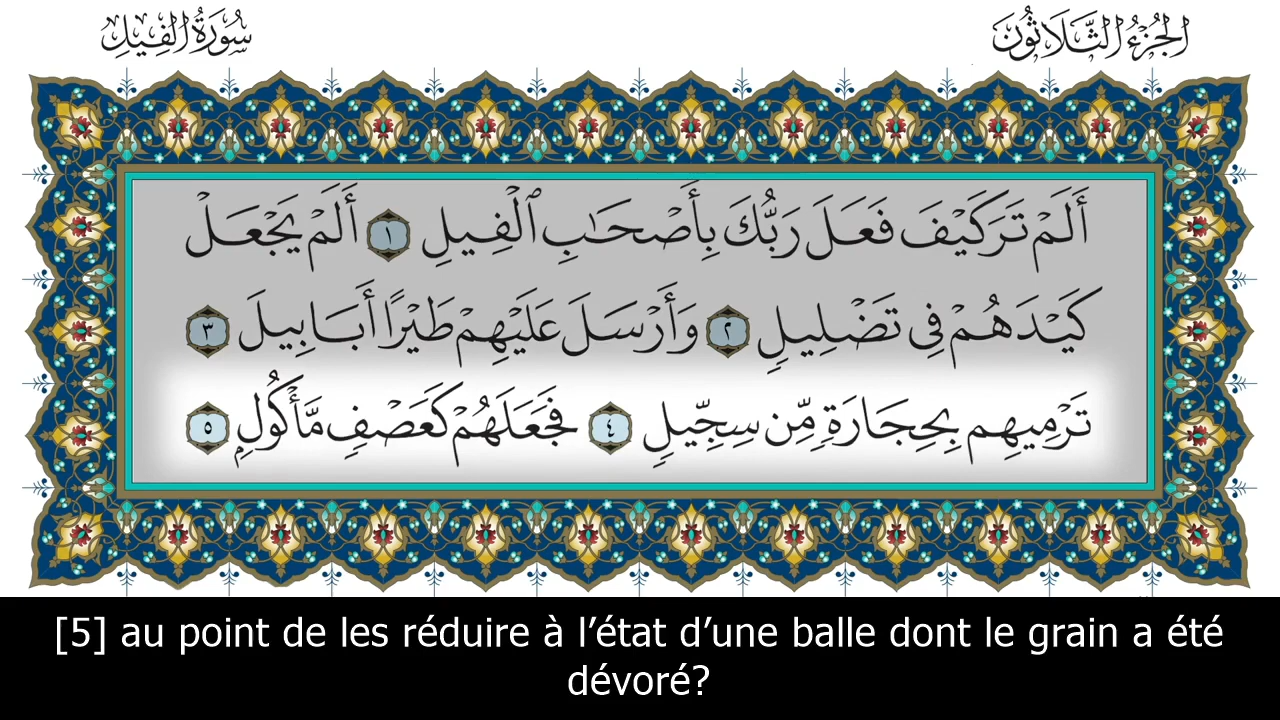 الجُزْءُ الثَّلَاثُونَ
سُورَةُ الفِيلِ
أَلَمْ تَرَ كَيْفَ فَعَلَ رَبُّكَ بِأَصْحَٰبِ ٱلْفِيلِ ١ أَلَمْ يَجْعَلْ
كَيْدَهُمْ فِى تَضْلِيلٍ ٢ وَأَرْسَلَ عَلَيْهِمْ طَيْرًا أَبَابِيلَ ٣
تَرْمِيهِم بِحِجَارَةٍ مِّن سِجِّيلٍ ٤ فَجَعَلَهُمْ كَعَصْفٍ مَّأْكُولٍ ٥
[5] au point de les réduire à l’état d’une balle dont le grain a été
dévoré?